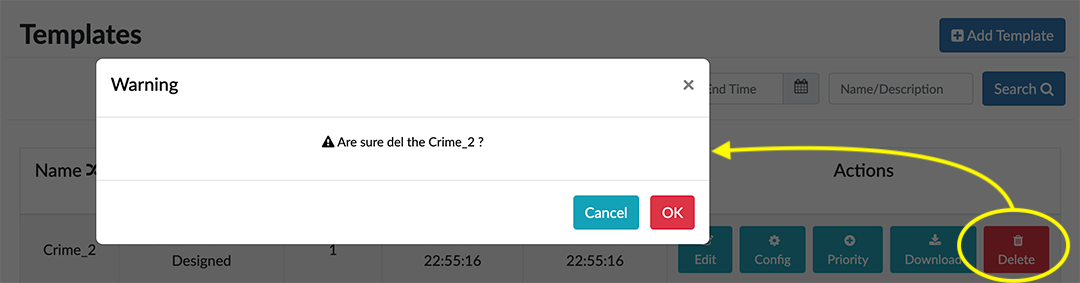 Templates
Add Template
Warning
×
End Time
Name/Description
Search
Are sure del the Crime_2 ?
Name
Actions
Cancel
OK
Crime_2
Designed
1
22:55:16
22:55:16
Edit
Config
Priority
Download
Delete